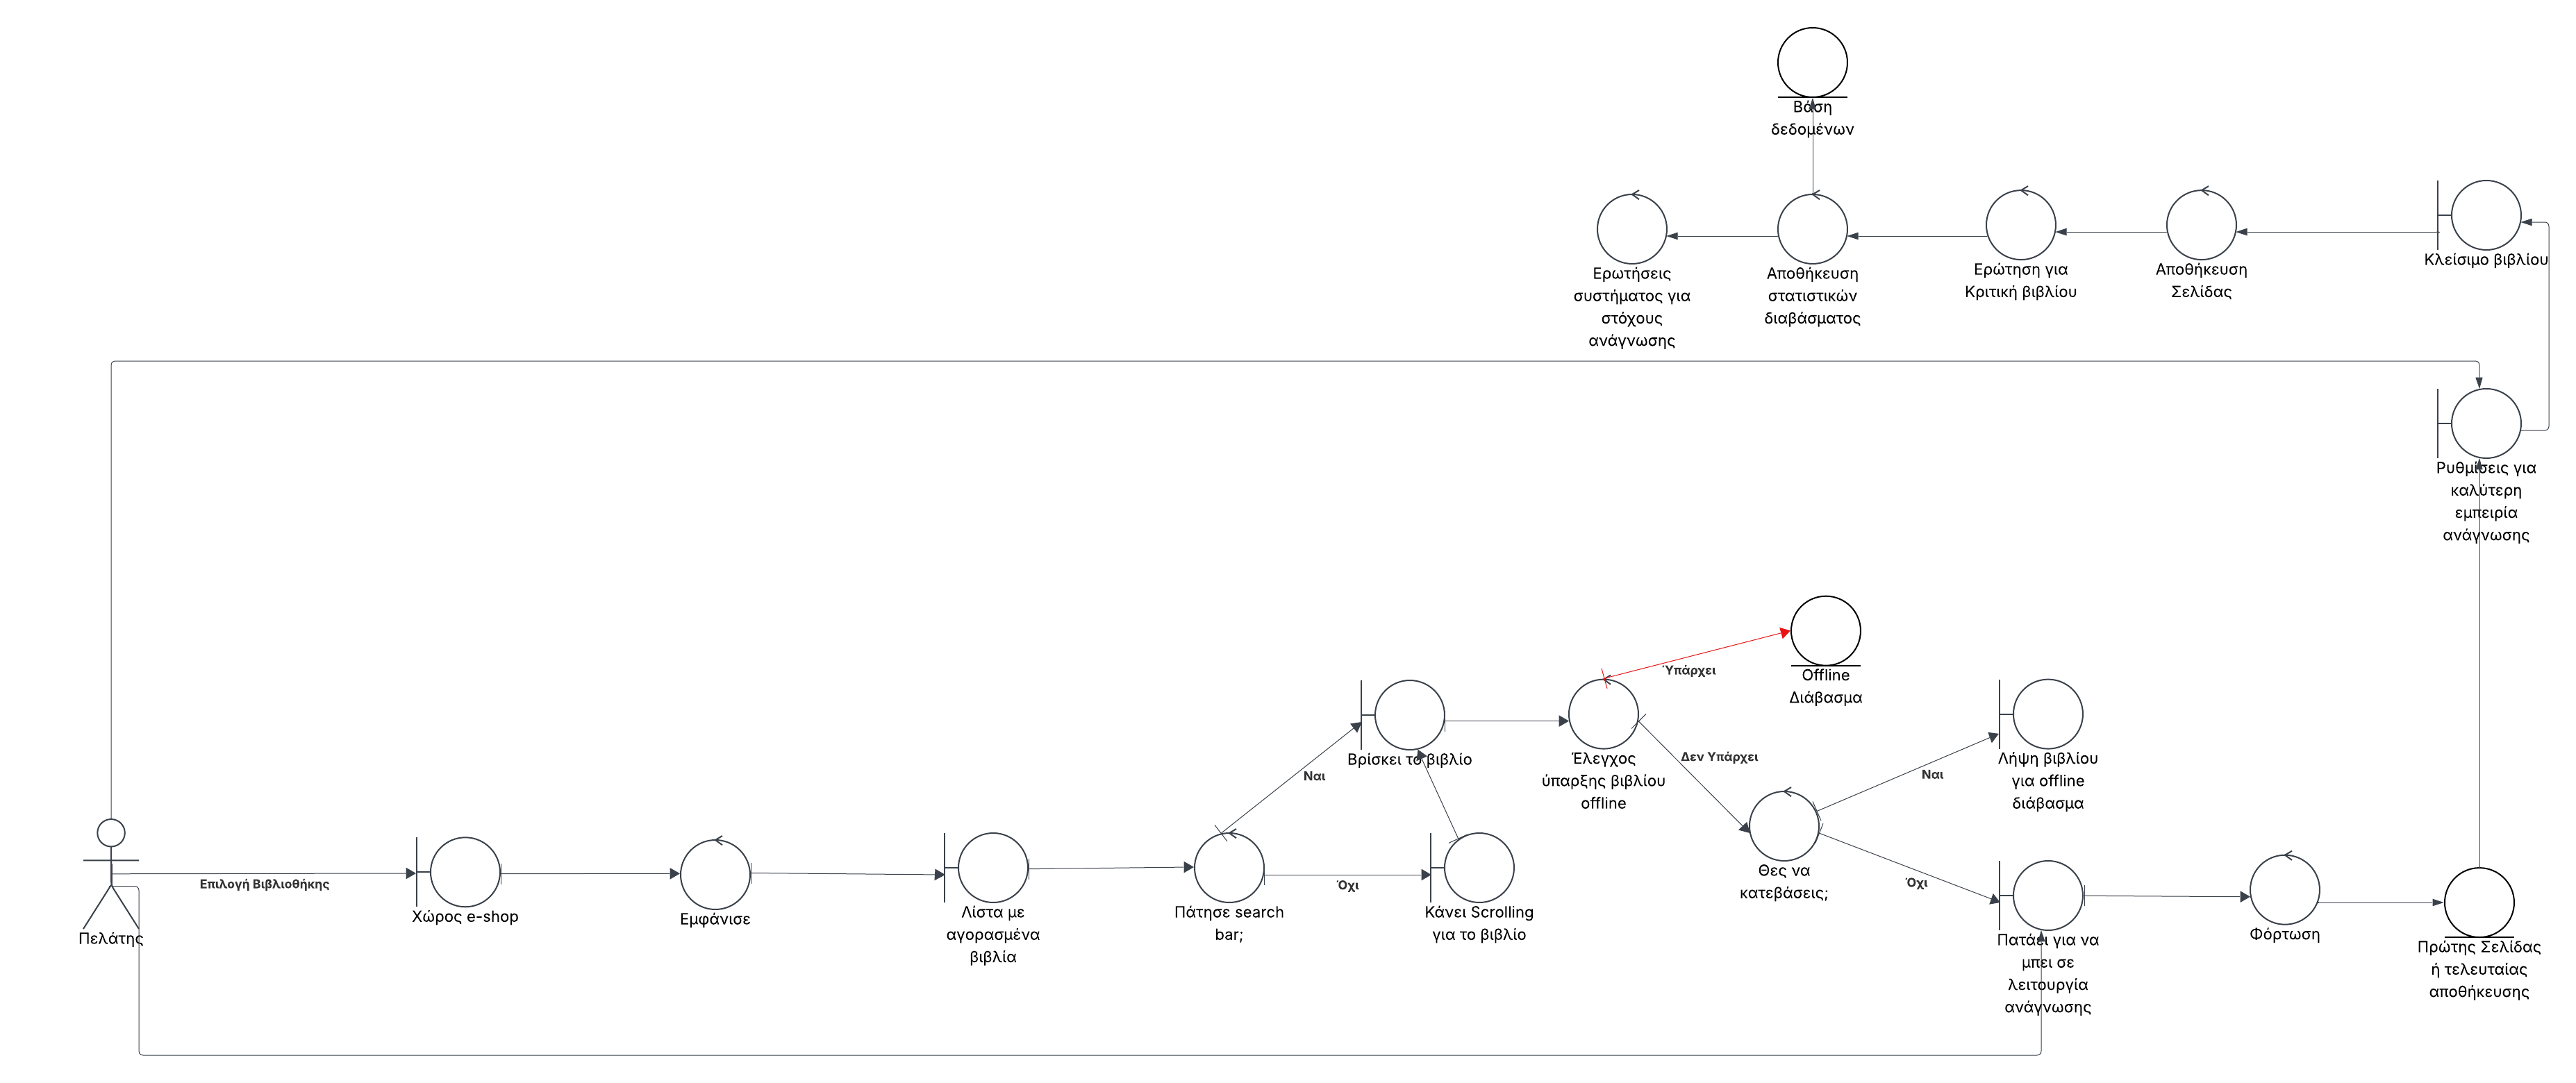 Βάση
δεδομένων
Ερωτήσεις
συστήματος για
στόχους
ανάγνωσης
Αποθήκευση
στατιστικών
διαβάσματος
Ερώτηση για
Κριτική βιβλίου
Αποθήκευση
Σελίδας
Κλείσιμο βιβλίου
Ρυθμίσεις για
καλύτερη
εμπειρία
ανάγνωσης
Ύπάρχει
Offline
Διάβασμα
Βρίσκει το βιβλίο
Έλεγχος
ύπαρξης βιβλίου
offline
Δεν Υπάρχει
Ναι
Ναι
Λήψη βιβλίου
για offline
διάβασμα
Θες να
κατεβάσεις;
Όχι
Όχι
Επιλογή Βιβλιοθήκης
Πελάτης
Χώρος e-shop
Εμφάνισε
Λίστα με
αγορασμένα
βιβλία
Πάτησε search
bar;
Κάνει Scrolling
για το βιβλίο
Πατάει για να
μπει σε
λειτουργία
ανάγνωσης
Φόρτωση
Πρώτης Σελίδας
ή τελευταίας
αποθήκευσης